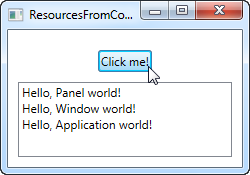 ResourcesFromCo...
Click me!
Hello, Panel world!
Hello, Window world!
Hello, Application world!